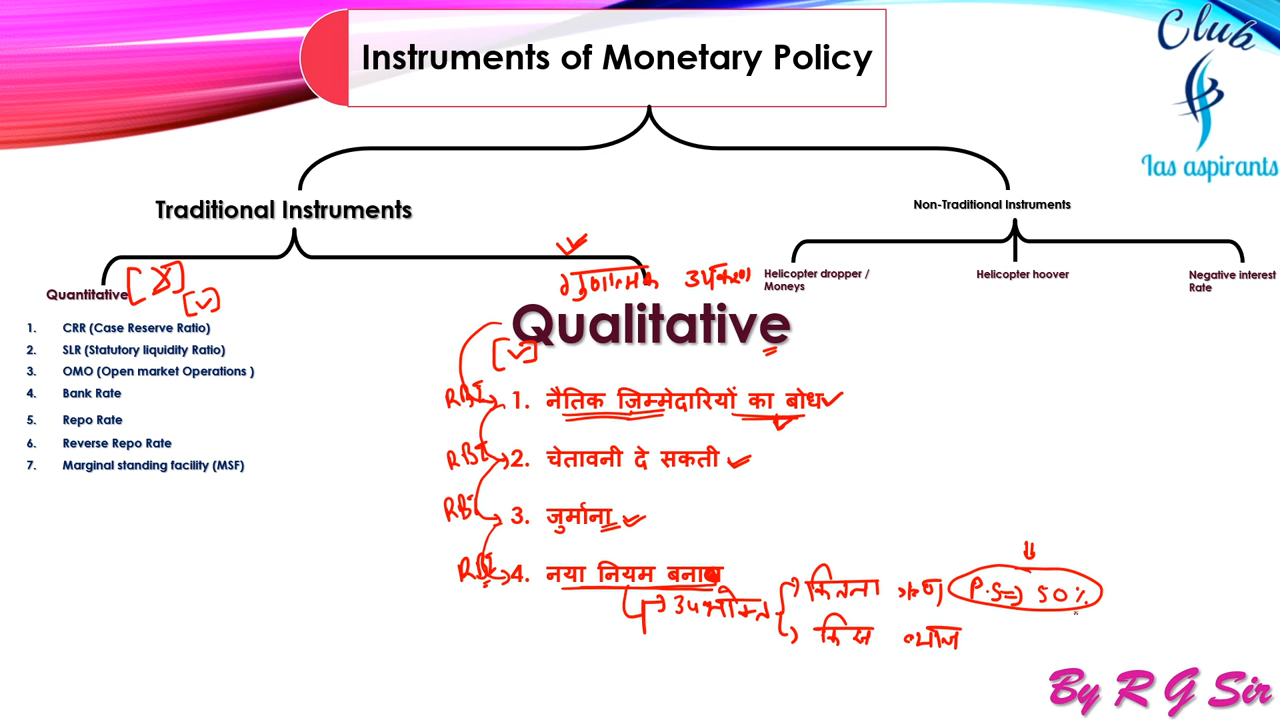 Instruments of Monetary Policy
Club
Ias aspirants
Traditional Instruments
Non-Traditional Instruments
Quantitative
1. CRR (Case Reserve Ratio)
2. SLR (Statutory liquidity Ratio)
3. OMO (Open market Operations )
4. Bank Rate
5. Repo Rate
6. Reverse Repo Rate
7. Marginal standing facility (MSF)
गुणात्मक उपकरण
Qualitative
RBI 1. नैतिक ज़िम्मेदारियों का बोध
RBI 2. चेतावनी दे सकती
RBI 3. जुर्माना
RBI 4. नया नियम बनाना
उपभोक्ता
कितना ऋण P.S⇒ 50%
किस ब्याज
Helicopter dropper /
Moneys
Helicopter hoover
Negative interest
Rate
By R G Sir